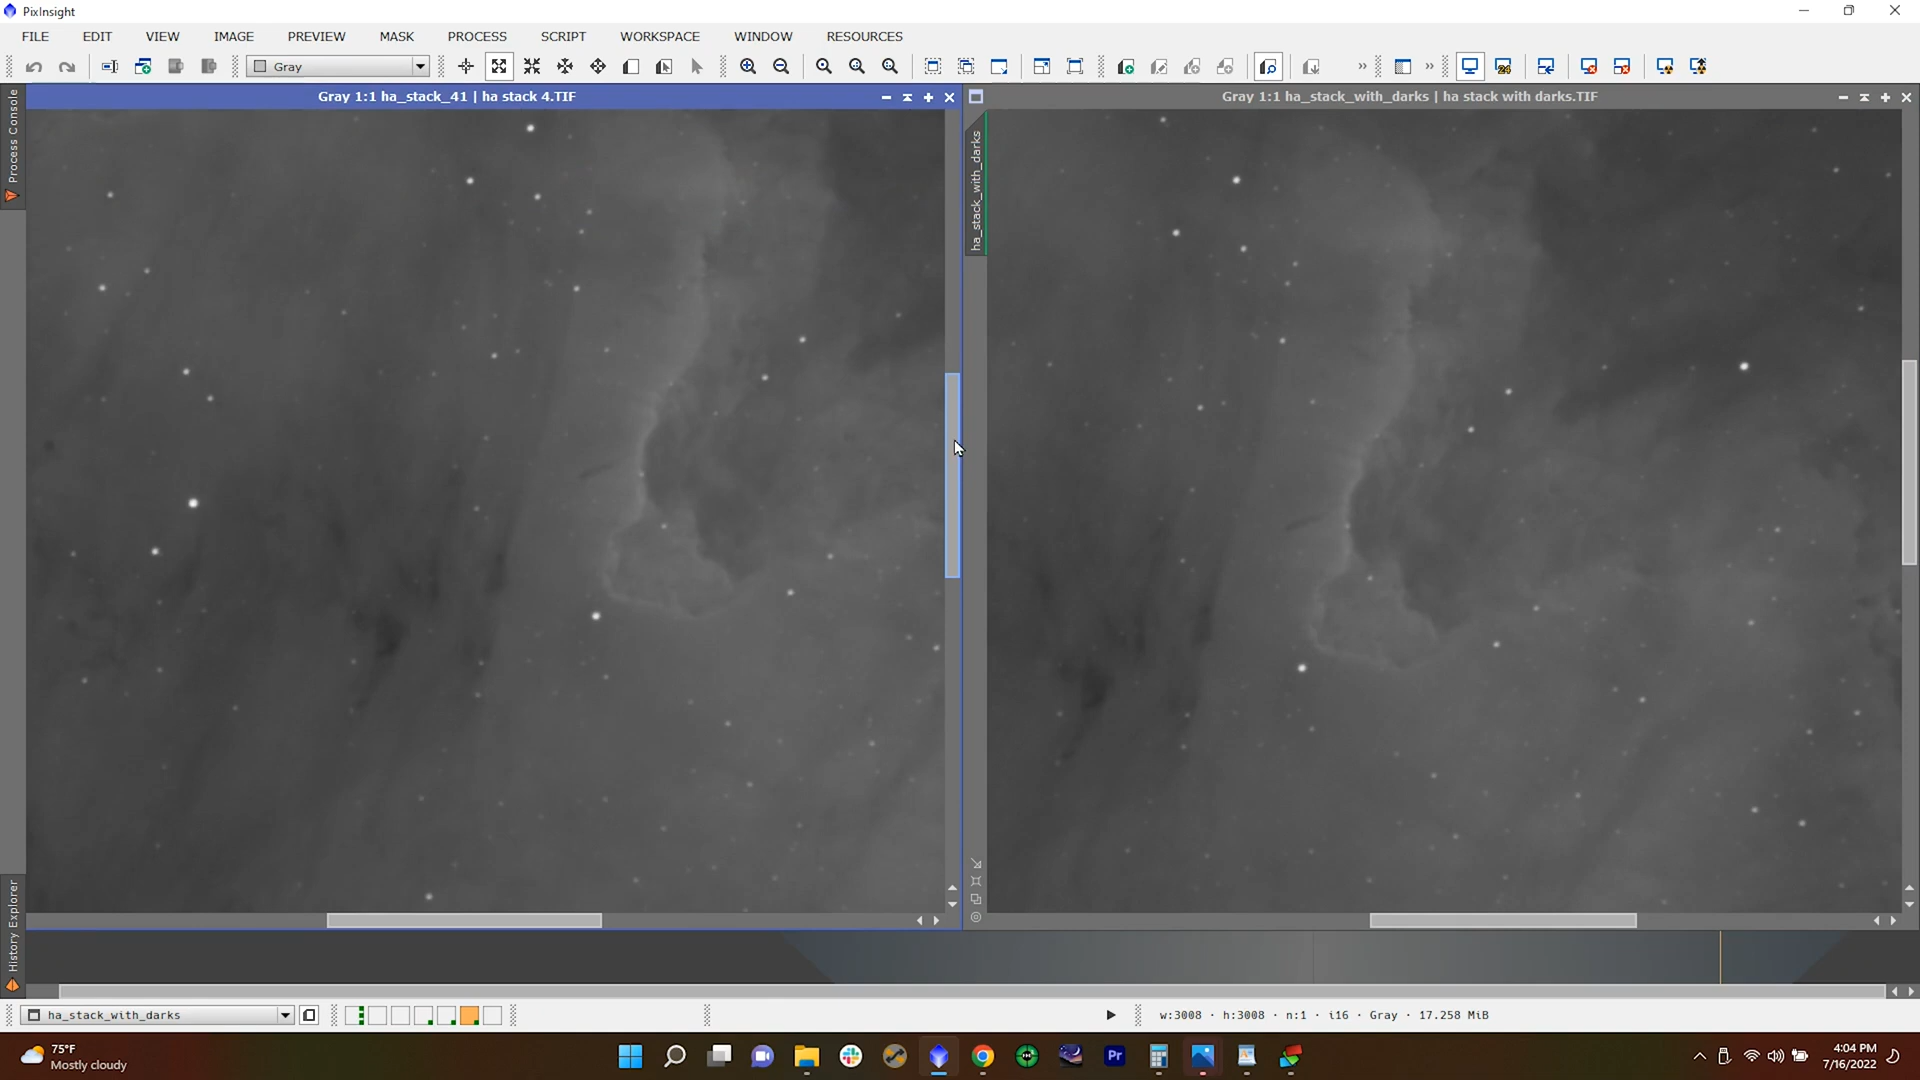 PixInsight
FILE EDIT VIEW IMAGE PREVIEW MASK PROCESS SCRIPT WORKSPACE WINDOW RESOURCES
Gray
24
Gray 1:1 ha_stack_41 | ha stack 4.TIF
Gray 1:1 ha_stack_with_darks | ha stack with darks.TIF
Process Console
ha_stack_with_darks
History Explorer
ha_stack_with_darks
w:3008 · h:3008 · n:1 · i16 · Gray · 17.258 MiB
75°F
Mostly cloudy
Pr
4:04 PM
7/16/2022